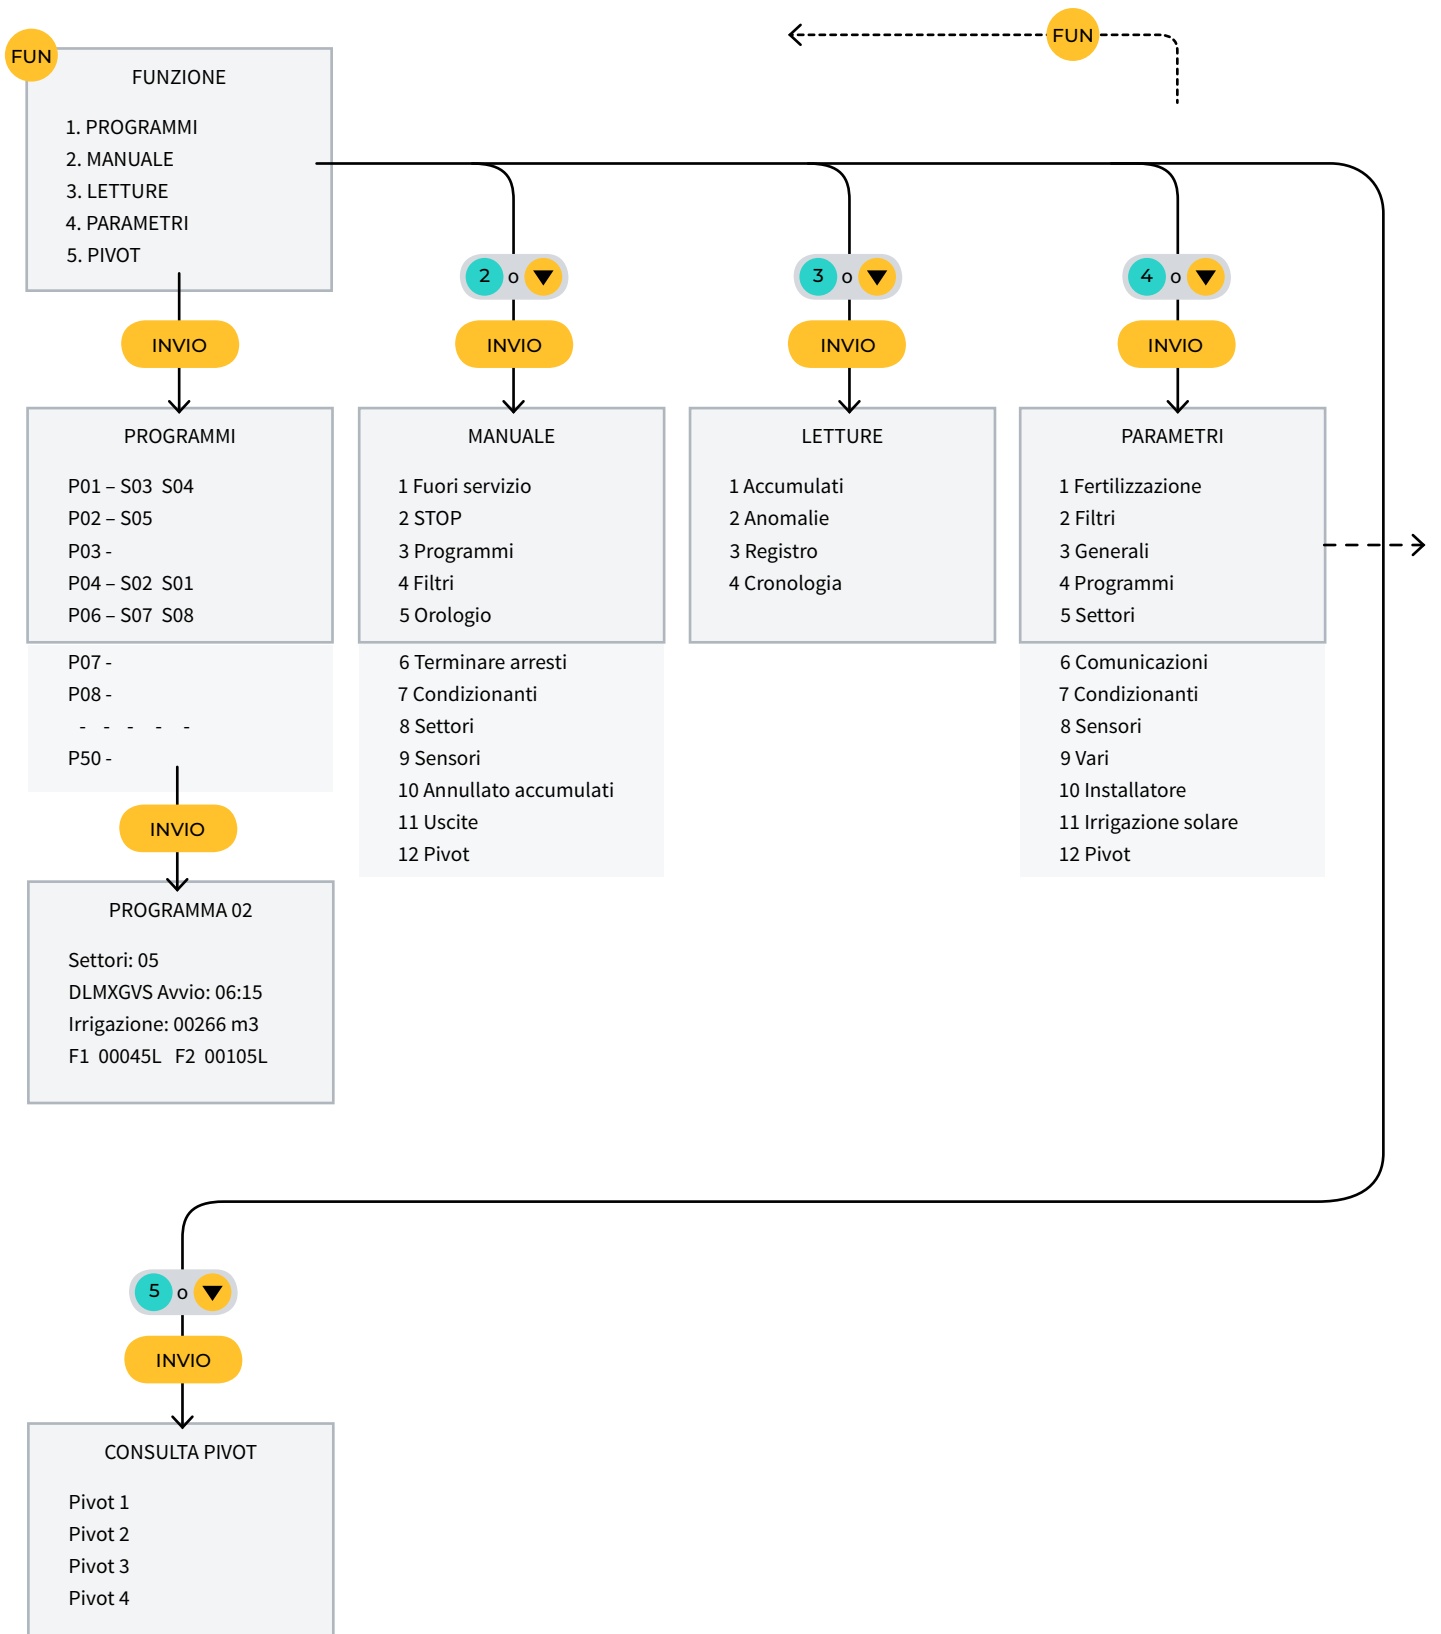 FUN
FUN
FUNZIONE
1. PROGRAMMI
2. MANUALE
3. LETTURE
4. PARAMETRI
5. PIVOT
2 o
3 o
4 o
INVIO
INVIO
INVIO
INVIO
PROGRAMMI
P01 – S03 S04
P02 – S05
P03 -
P04 – S02 S01
P06 – S07 S08
P07 -
P08 -
- - - - -
P50 -
MANUALE
1 Fuori servizio
2 STOP
3 Programmi
4 Filtri
5 Orologio
6 Terminare arresti
7 Condizionanti
8 Settori
9 Sensori
10 Annullato accumulati
11 Uscite
12 Pivot
LETTURE
1 Accumulati
2 Anomalie
3 Registro
4 Cronologia
PARAMETRI
1 Fertilizzazione
2 Filtri
3 Generali
4 Programmi
5 Settori
6 Comunicazioni
7 Condizionanti
8 Sensori
9 Vari
10 Installatore
11 Irrigazione solare
12 Pivot
INVIO
PROGRAMMA 02
Settori: 05
DLMXGVS Avvio: 06:15
Irrigazione: 00266 m3
F1 00045L F2 00105L
5 o
INVIO
CONSULTA PIVOT
Pivot 1
Pivot 2
Pivot 3
Pivot 4